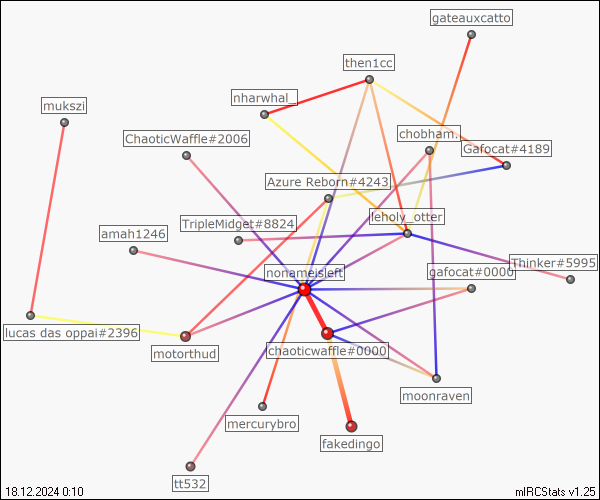 gateauxcatto
then1cc
nharwhal_
mukszi
chobham.
ChaoticWaffle#2006
Gafocat#4189
Azure Reborn#4243
leholy_otter
TripleMidget#8824
amah1246
Thinker#5995
nonameisleft
gafocat#0000
lucas das oppai#2396
motorthud
chaoticwaffle#0000
moonraven
mercurybro
fakedingo
tt532
18.12.2024 0:10
mIRCStats v1.25